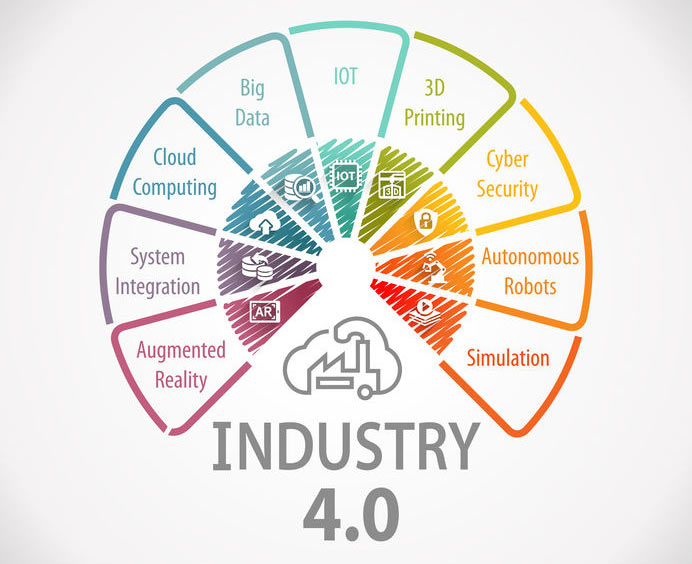 Augmented
Reality
System
Integration
Cloud
Computing
Big
Data
IOT
3D
Printing
Cyber
Security
Autonomous
Robots
Simulation
AR
IOT
3D
INDUSTRY
4.0